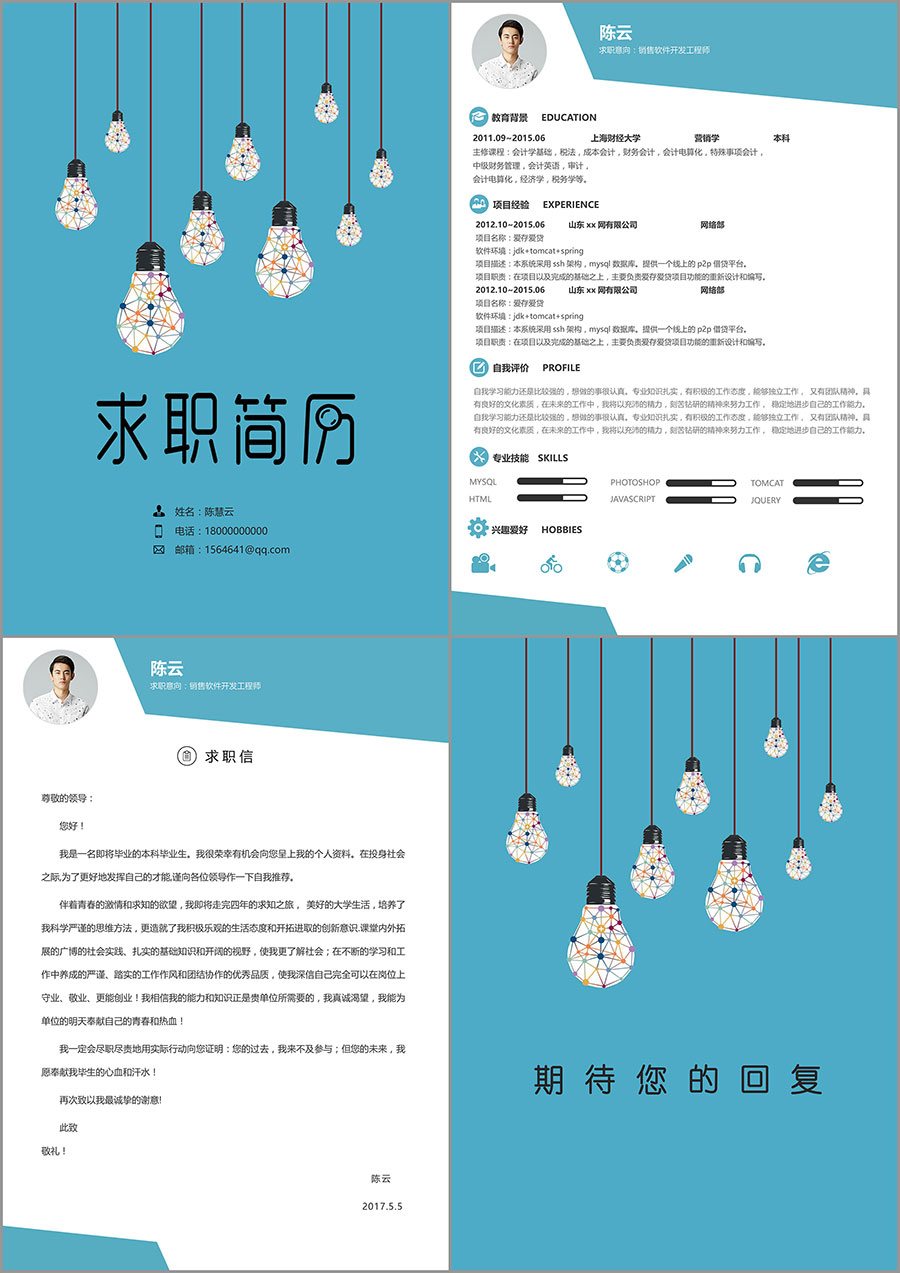 求职简历
姓名：陈慧云
电话：18000000000
邮箱：1564641@qq.com
陈云
求职意向：销售软件开发工程师
教育背景 EDUCATION
2011.09~2015.06 上海财经大学 营销学 本科
主修课程：会计学基础，税法，成本会计，财务会计，会计电算化，特殊事项会计，
中级财务管理，会计英语，审计，
会计电算化，经济学，税务学等。
项目经验 EXPERIENCE
2012.10~2015.06 山东 xx 网有限公司 网络部
项目名称：爱存爱贷
软件环境：jdk+tomcat+spring
项目描述：本系统采用 ssh 架构，mysql 数据库。提供一个线上的 p2p 借贷平台。
项目职责：在项目以及完成的基础之上，主要负责爱存爱贷项目功能的重新设计和编写。
2012.10~2015.06 山东 xx 网有限公司 网络部
项目名称：爱存爱贷
软件环境：jdk+tomcat+spring
项目描述：本系统采用 ssh 架构，mysql 数据库。提供一个线上的 p2p 借贷平台。
项目职责：在项目以及完成的基础之上，主要负责爱存爱贷项目功能的重新设计和编写。
自我评价 PROFILE
自我学习能力还是比较强的，想做的事很认真。专业知识扎实，有积极的工作态度，能够独立工作， 又有团队精神。具
有良好的文化素质，在未来的工作中，我将以充沛的精力，刻苦钻研的精神来努力工作， 稳定地进步自己的工作能力。
自我学习能力还是比较强的，想做的事很认真。专业知识扎实，有积极的工作态度，能够独立工作， 又有团队精神。具
有良好的文化素质，在未来的工作中，我将以充沛的精力，刻苦钻研的精神来努力工作， 稳定地进步自己的工作能力。
专业技能 SKILLS
MYSQL PHOTOSHOP TOMCAT
HTML JAVASCRIPT JQUERY
兴趣爱好 HOBBIES
陈云
求职意向：销售软件开发工程师
求职信
尊敬的领导：
您好！
我是一名即将毕业的本科毕业生。我很荣幸有机会向您呈上我的个人资料。在投身社会
之际,为了更好地发挥自己的才能,谨向各位领导作一下自我推荐。
伴着青春的激情和求知的欲望，我即将走完四年的求知之旅， 美好的大学生活，培养了
我科学严谨的思维方法，更造就了我积极乐观的生活态度和开拓进取的创新意识.课堂内外拓
展的广博的社会实践、扎实的基础知识和开阔的视野，使我更了解社会；在不断的学习和工
作中养成的严谨、踏实的工作作风和团结协作的优秀品质，使我深信自己完全可以在岗位上
守业、敬业、更能创业！我相信我的能力和知识正是贵单位所需要的，我真诚渴望，我能为
单位的明天奉献自己的青春和热血！
我一定会尽职尽责地用实际行动向您证明：您的过去，我来不及参与；但您的未来，我
愿奉献我毕生的心血和汗水！
再次致以我最诚挚的谢意!
此致
敬礼！
陈云
2017.5.5
期待您的回复